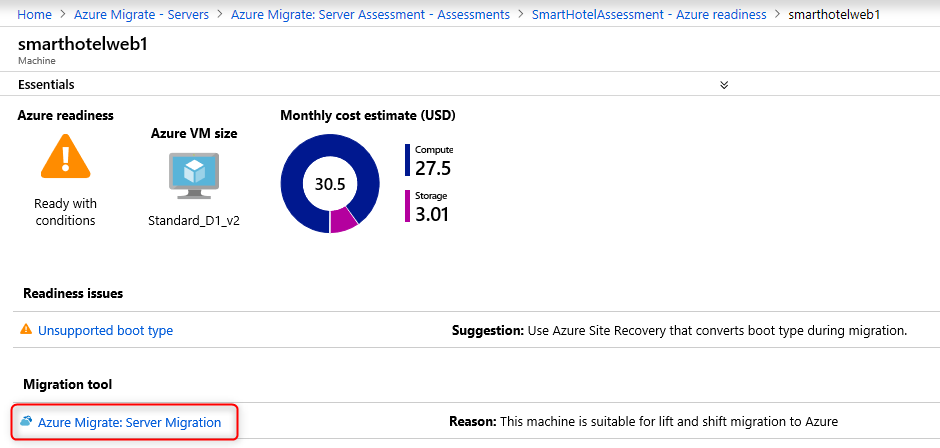 Home > Azure Migrate - Servers > Azure Migrate: Server Assessment - Assessments > SmartHotelAssessment - Azure readiness > smarthotelweb1
smarthotelweb1
Machine
Essentials
Azure readiness
Ready with
conditions
Azure VM size
Standard_D1_v2
Monthly cost estimate (USD)
30.5
Compute
27.5
Storage
3.01
Readiness issues
Unsupported boot type Suggestion: Use Azure Site Recovery that converts boot type during migration.
Migration tool
Azure Migrate: Server Migration Reason: This machine is suitable for lift and shift migration to Azure